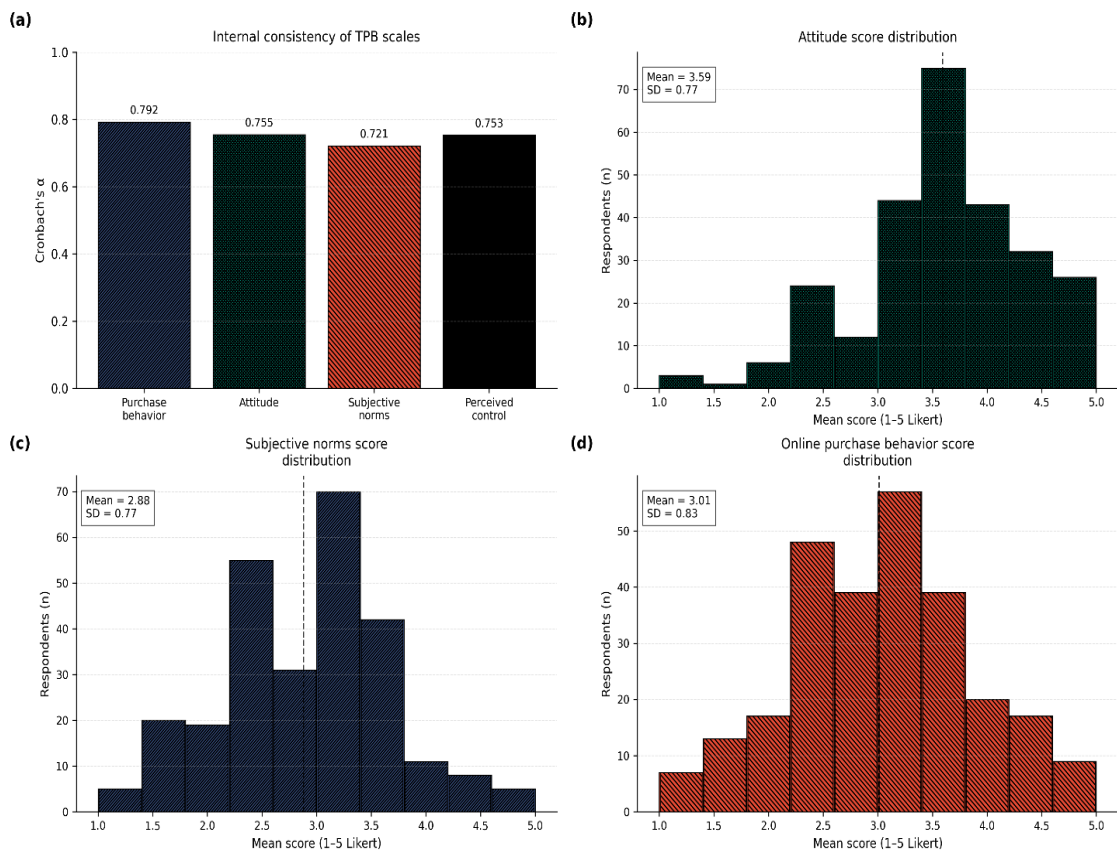 (a)
Internal consistency of TPB scales
Cronbach's α
1.0
0.8
0.6
0.4
0.2
0.0
0.792
0.755
0.721
0.753
Purchase
behavior
Attitude
Subjective
norms
Perceived
control
(b)
Attitude score distribution
Mean = 3.59
SD = 0.77
Respondents (n)
70
60
50
40
30
20
10
0
1.0 1.5 2.0 2.5 3.0 3.5 4.0 4.5 5.0
Mean score (1–5 Likert)
(c)
Subjective norms score
distribution
Mean = 2.88
SD = 0.77
Respondents (n)
70
60
50
40
30
20
10
0
1.0 1.5 2.0 2.5 3.0 3.5 4.0 4.5 5.0
Mean score (1–5 Likert)
(d)
Online purchase behavior score
distribution
Mean = 3.01
SD = 0.83
Respondents (n)
50
40
30
20
10
0
1.0 1.5 2.0 2.5 3.0 3.5 4.0 4.5 5.0
Mean score (1–5 Likert)